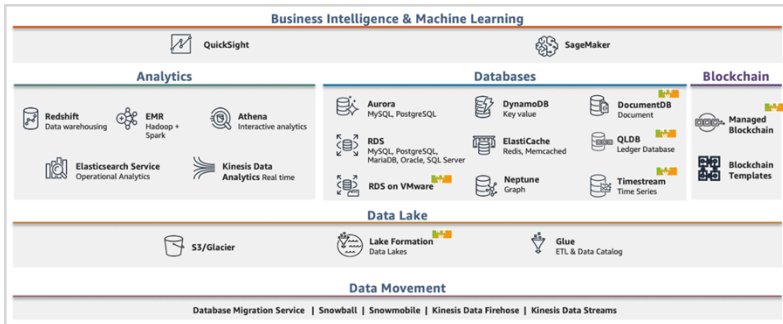 Business Intelligence & Machine Learning
QuickSight
SageMaker
Analytics
Redshift
Data warehousing
EMR
Hadoop +
Spark
Athena
Interactive analytics
Elasticsearch Service
Operational Analytics
Kinesis Data
Analytics Real time
Databases
Aurora
MySQL, PostgreSQL
DynamoDB
Key value
DocumentDB
Document
RDS
MySQL, PostgreSQL,
MariaDB, Oracle, SQL Server
ElastiCache
Redis, Memcached
QLDB
Ledger Database
RDS on VMware
Neptune
Graph
Timestream
Time Series
Blockchain
Managed
Blockchain
Blockchain
Templates
Data Lake
S3/Glacier
Lake Formation
Data Lakes
Glue
ETL & Data Catalog
Data Movement
Database Migration Service | Snowball | Snowmobile | Kinesis Data Firehose | Kinesis Data Streams